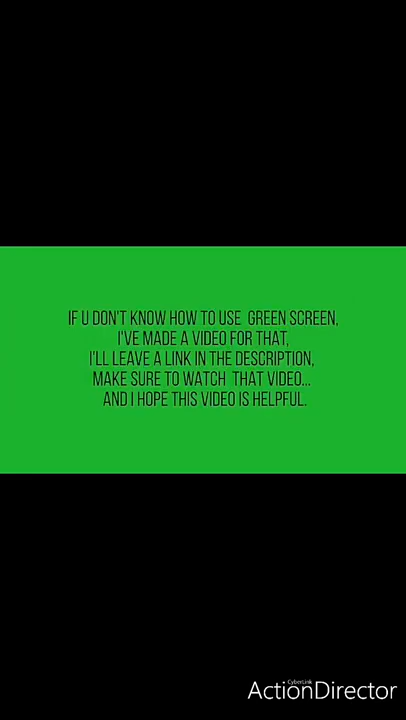 IF U DON'T KNOW HOW TO USE GREEN SCREEN,
I'VE MADE A VIDEO FOR THAT,
I'LL LEAVE A LINK IN THE DESCRIPTION,
MAKE SURE TO WATCH THAT VIDEO...
AND I HOPE THIS VIDEO IS HELPFUL.
CyberLink
ActionDirector